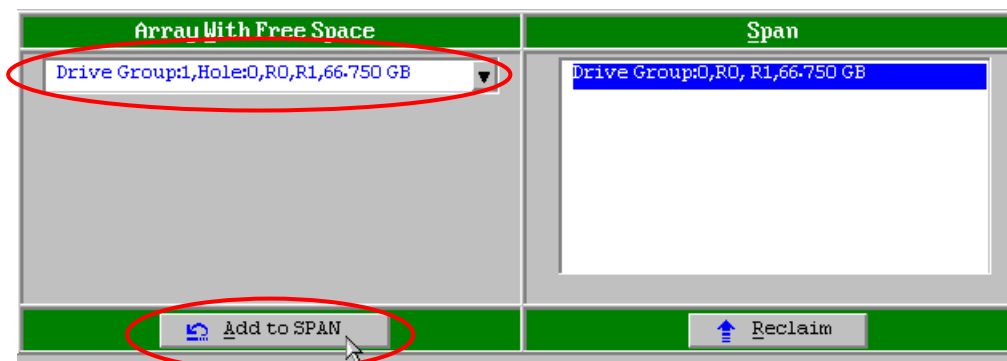 Array With Free Space
Span
Drive Group:1,Hole:0,R0,R1,66.750 GB
Drive Group:0,R0, R1,66.750 GB
Add to SPAN
Reclaim